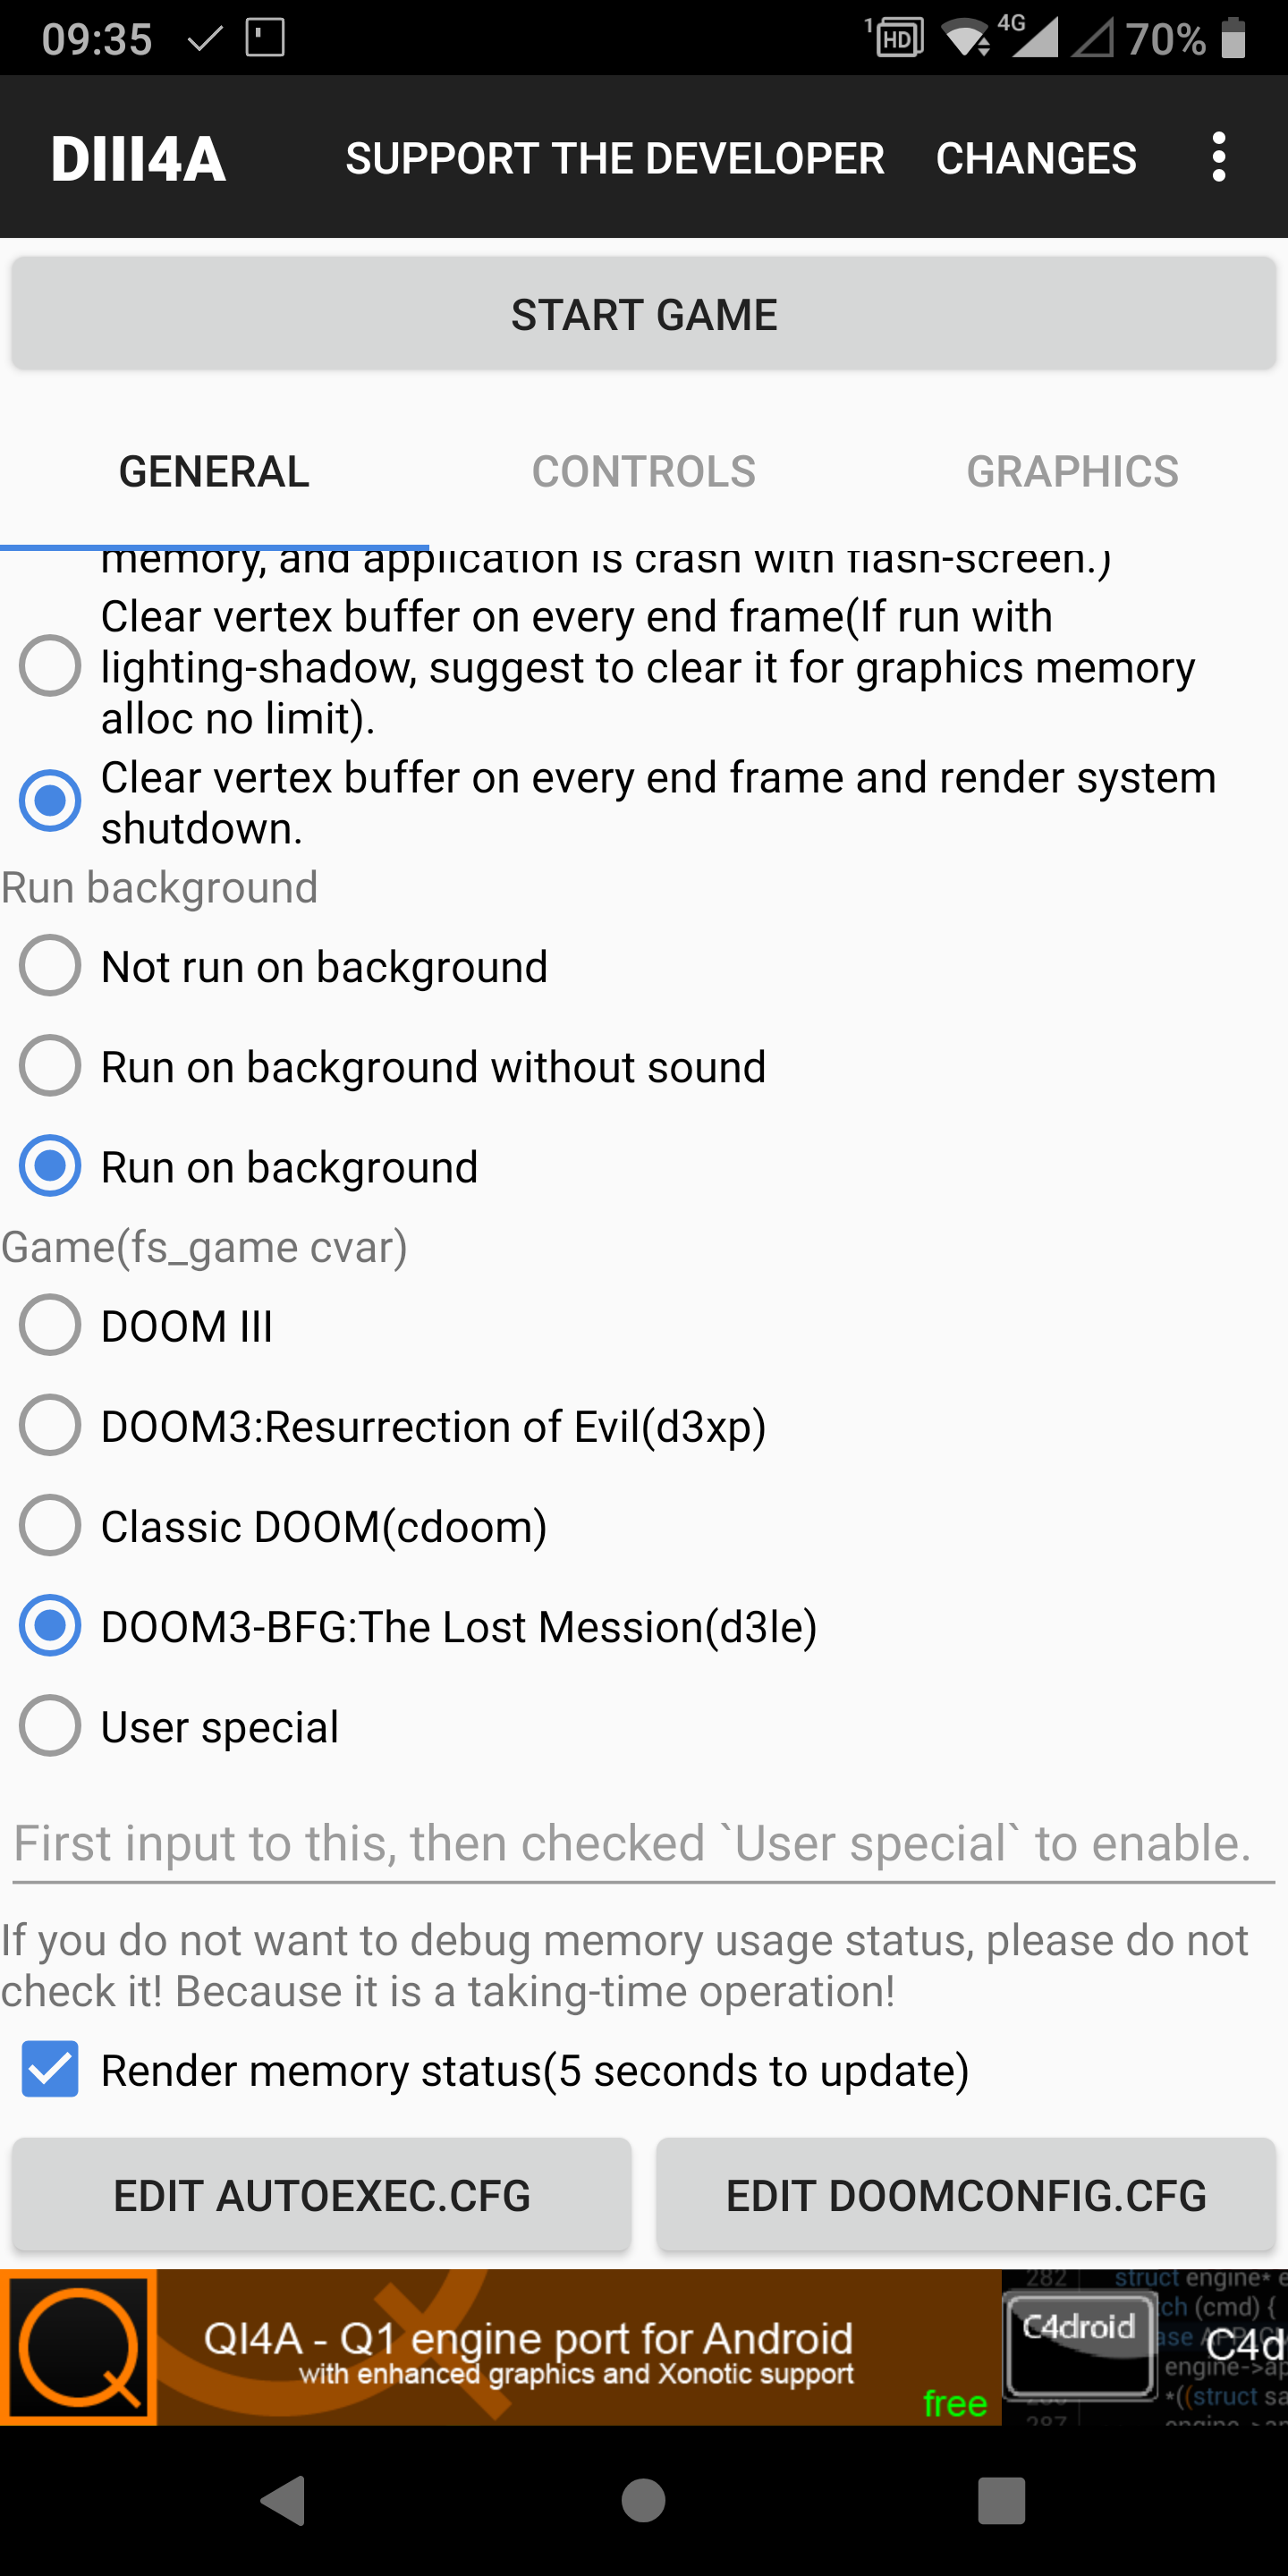 09:35
1 HD 4G 70%
DIII4A SUPPORT THE DEVELOPER CHANGES
START GAME
GENERAL CONTROLS GRAPHICS
memory, and application is crash with flash-screen.)
Clear vertex buffer on every end frame(If run with
lighting-shadow, suggest to clear it for graphics memory
alloc no limit).
Clear vertex buffer on every end frame and render system
shutdown.
Run background
Not run on background
Run on background without sound
Run on background
Game(fs_game cvar)
DOOM III
DOOM3:Resurrection of Evil(d3xp)
Classic DOOM(cdoom)
DOOM3-BFG:The Lost Mession(d3le)
User special
First input to this, then checked `User special` to enable.
If you do not want to debug memory usage status, please do not
check it! Because it is a taking-time operation!
Render memory status(5 seconds to update)
EDIT AUTOEXEC.CFG EDIT DOOMCONFIG.CFG
QI4A - Q1 engine port for Android
with enhanced graphics and Xonotic support
free
C4droid
282 struct engine*
(cmd) {
C4d
engine->
*((struct
287